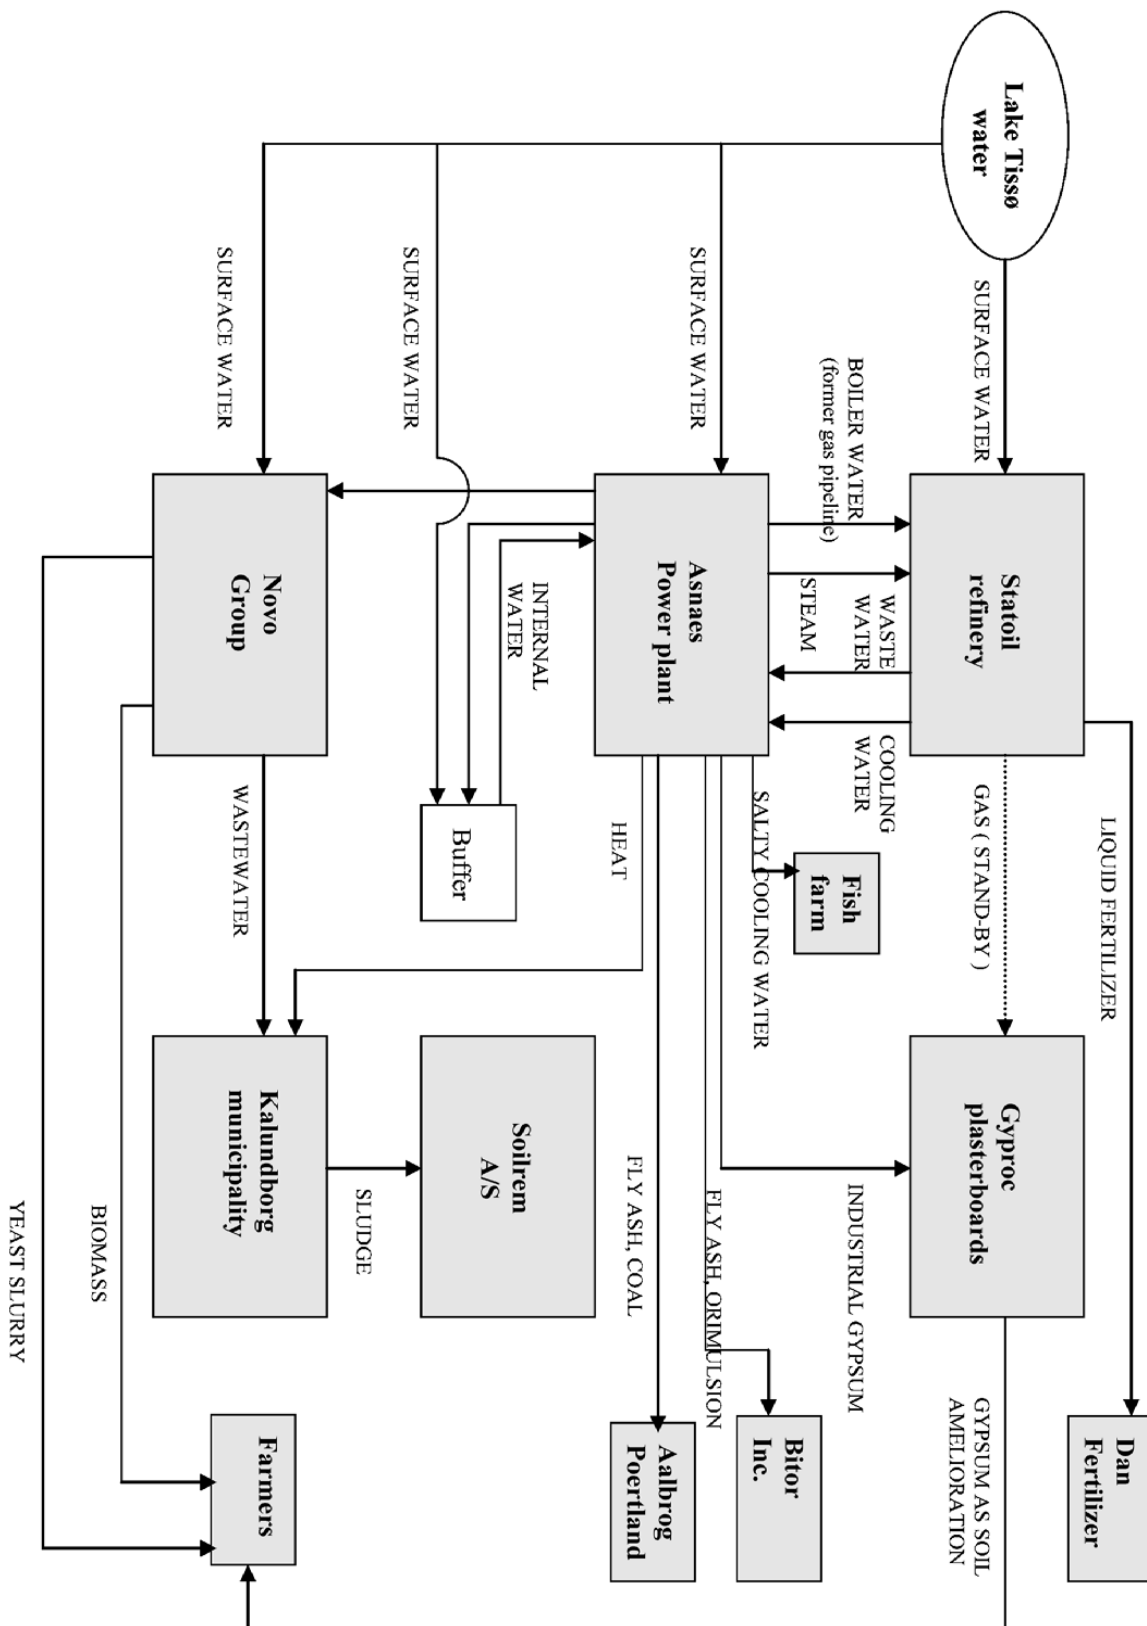 Lake Tissø
water
SURFACE WATER
SURFACE WATER
SURFACE WATER
SURFACE WATER
BOILER WATER
(former gas pipeline)
STEAM
WASTE
WATER
COOLING
WATER
Statoil
refinery
Asnaes
Power plant
Novo
Group
INTERNAL
WATER
Buffer
LIQUID FERTILIZER
GAS ( STAND-BY )
Fish
farm
SALTY COOLING WATER
HEAT
WASTEWATER
Gyproc
plasterboards
Soilrem
A/S
Kalundborg
municipality
SLUDGE
INDUSTRIAL GYPSUM
FLY ASH, ORIMULSION
FLY ASH, COAL
BIOMASS
YEAST SLURRY
GYPSUM AS SOIL
AMELIORATION
Dan
Fertilizer
Bitor
Inc.
Aalbrog
Poertland
Farmers